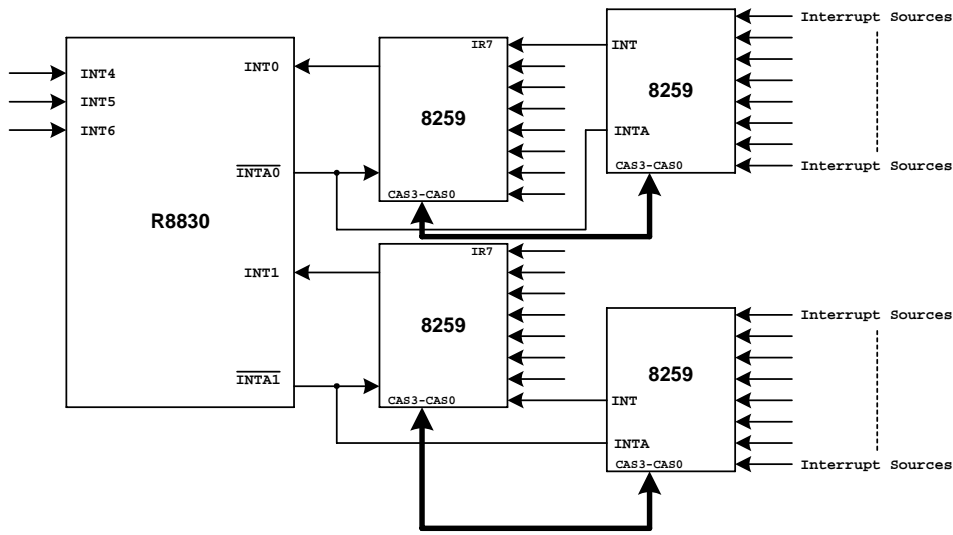 Interrupt Sources
IR7
INT
INT0
INT4
8259
8259
INT5
INT6
INTA
Interrupt Sources
INTA0
CAS3-CAS0
CAS3-CAS0
R8830
IR7
INT1
Interrupt Sources
8259
8259
INTA1
CAS3-CAS0
INT
INTA
CAS3-CAS0
Interrupt Sources